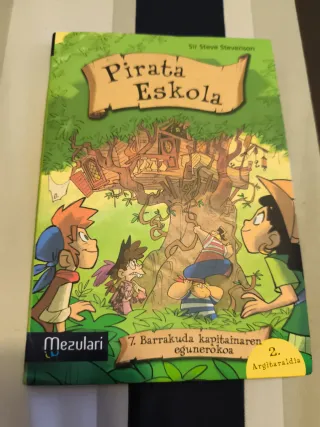 Sir Steve Stevenson
Pirata
Eskola
7. Barrakuda kapitainaren
egunerokoa
mezulari
2.
Argitaraldia